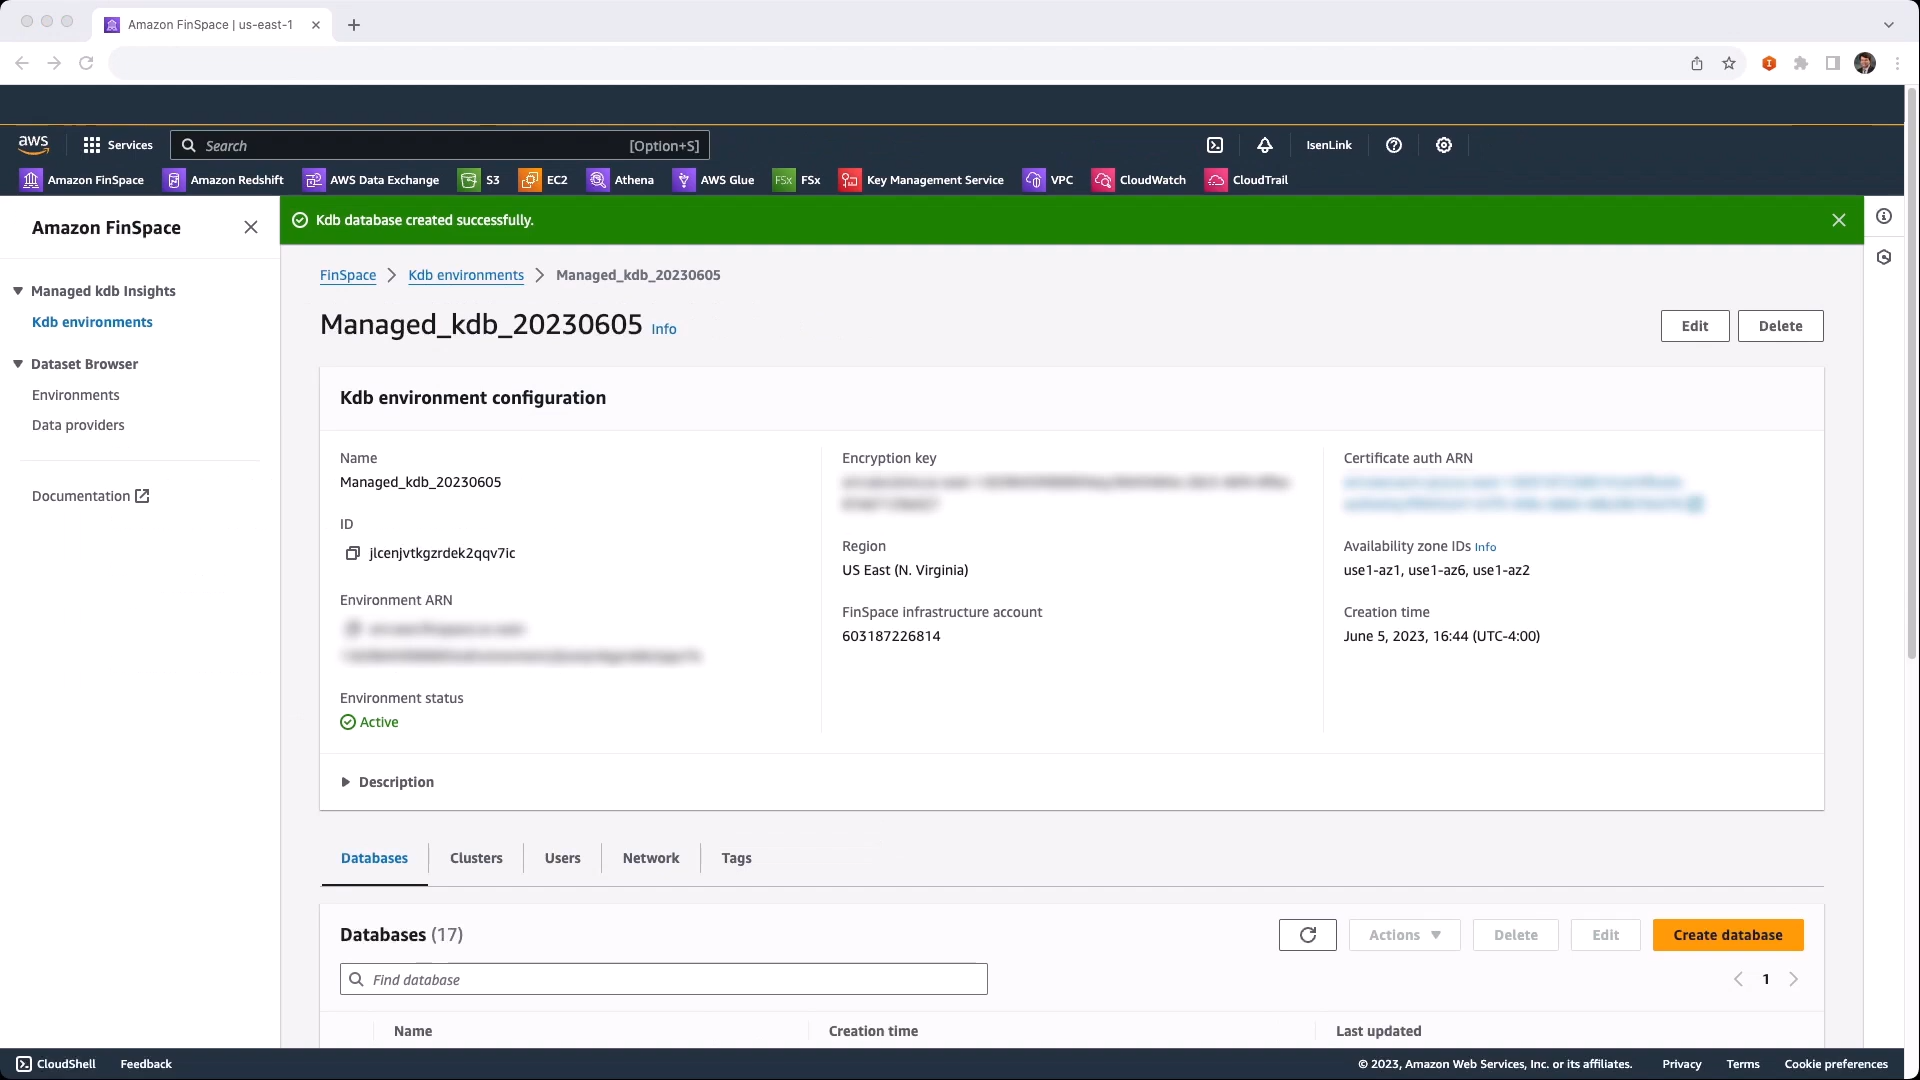 Amazon FinSpace | us-east-1
aws
Services
Search
[Option+S]
IsenLink
Amazon FinSpace
Amazon Redshift
AWS Data Exchange
S3
EC2
Athena
AWS Glue
FSx
FSx
Key Management Service
VPC
CloudWatch
CloudTrail
Amazon FinSpace
Managed kdb Insights
Kdb environments
Dataset Browser
Environments
Data providers
Documentation
Kdb database created successfully.
FinSpace
Kdb environments
Managed_kdb_20230605
Managed_kdb_20230605 Info
Edit
Delete
Kdb environment configuration
Name
Managed_kdb_20230605
ID
jlcenjvtkgzrdek2qqv7ic
Environment ARN
Environment status
Active
Encryption key
Region
US East (N. Virginia)
FinSpace infrastructure account
603187226814
Certificate auth ARN
Availability zone IDs Info
use1-az1, use1-az6, use1-az2
Creation time
June 5, 2023, 16:44 (UTC-4:00)
Description
Databases
Clusters
Users
Network
Tags
Databases (17)
Actions
Delete
Edit
Create database
Find database
1
Name
Creation time
Last updated
CloudShell
Feedback
© 2023, Amazon Web Services, Inc. or its affiliates.
Privacy
Terms
Cookie preferences